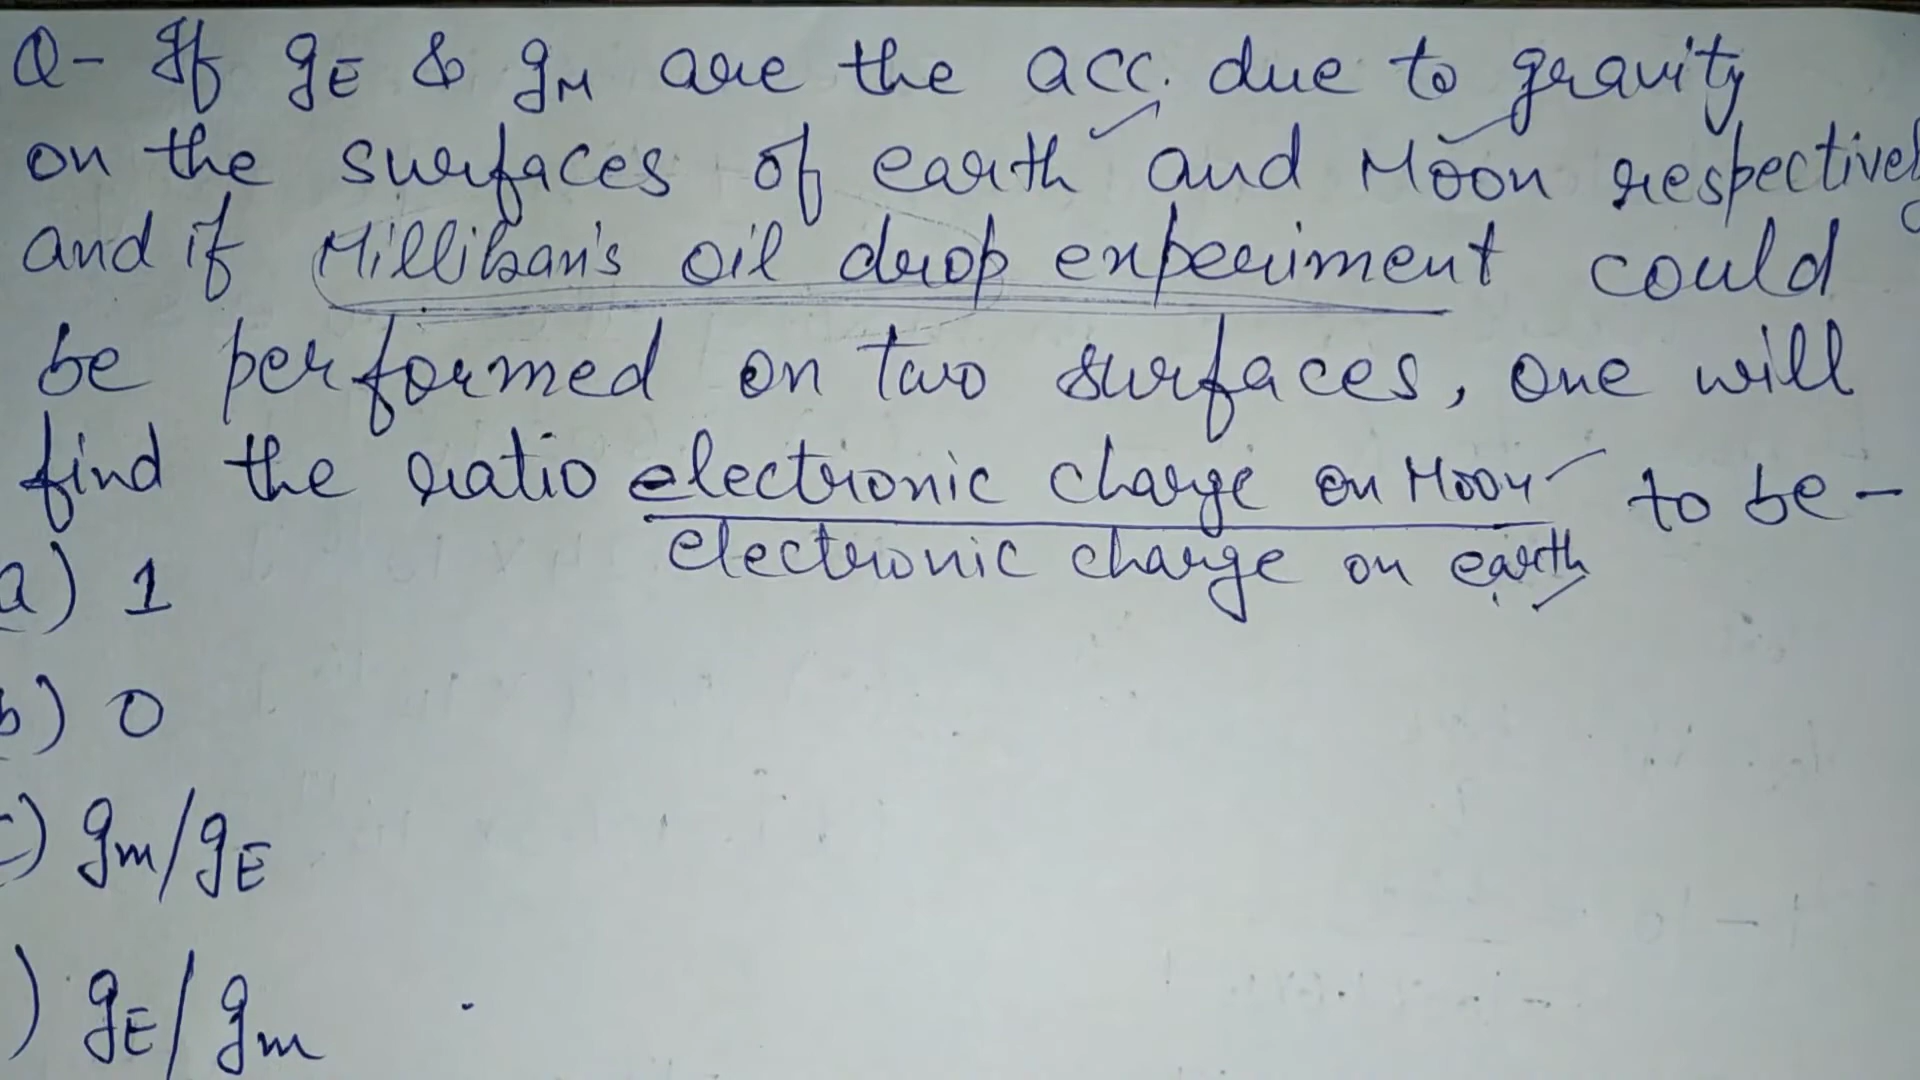 Q- If gE & gM are the acc. due to gravity
on the surfaces of earth and Moon respectively
and if Millikan's oil drop experiment could
be performed on two surfaces, one will
find the ratio electronic charge on Moon to be-
electronic charge on earth
a) 1
b) 0
c) gm/gE
) gE/gm